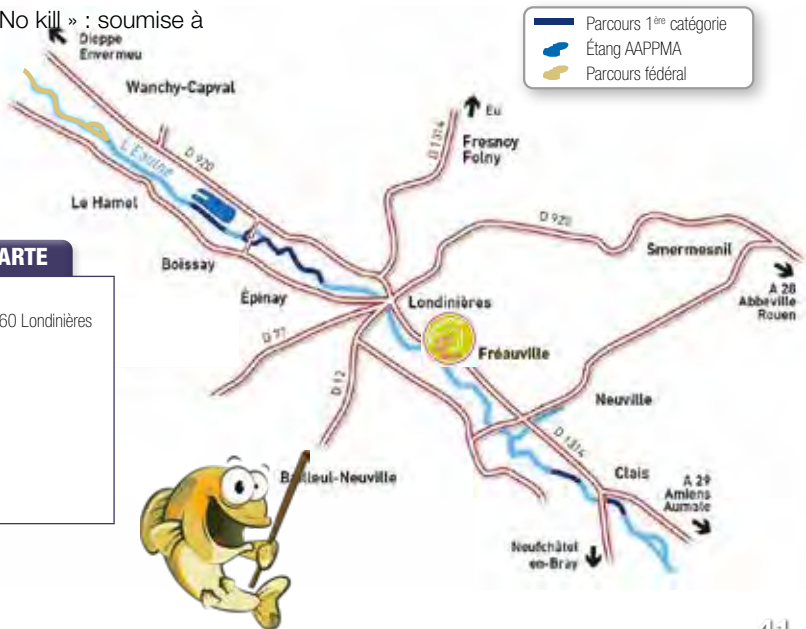 No kill » : soumise à
Parcours 1ère catégorie
Étang AAPPMA
Parcours fédéral
Dieppe
Envermeu
Wanchy-Capval
L'Eaulne
D 920
Eu
D 1314
Fresnoy
Folny
Le Hamel
D 920
Smermesnil
ARTE
Boissay
A 28
Abbeville
Rouen
Épinay
Londinières
60 Londinières
D 12
Fréauville
Neuville
D 1314
Bailleul-Neuville
Clais
A 29
Amiens
Aumale
Neufchâtel
en-Bray